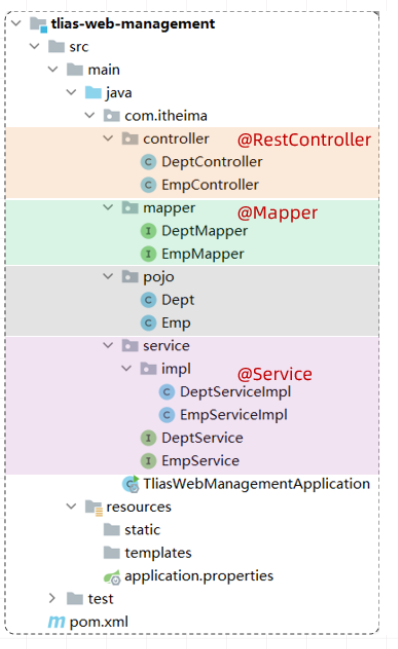 tlias-web-management
src
main
java
com.itheima
controller @RestController
DeptController
EmpController
mapper @Mapper
DeptMapper
EmpMapper
pojo
Dept
Emp
service
impl @Service
DeptServiceImpl
EmpServiceImpl
DeptService
EmpService
TliasWebManagementApplication
resources
static
templates
application.properties
test
pom.xml